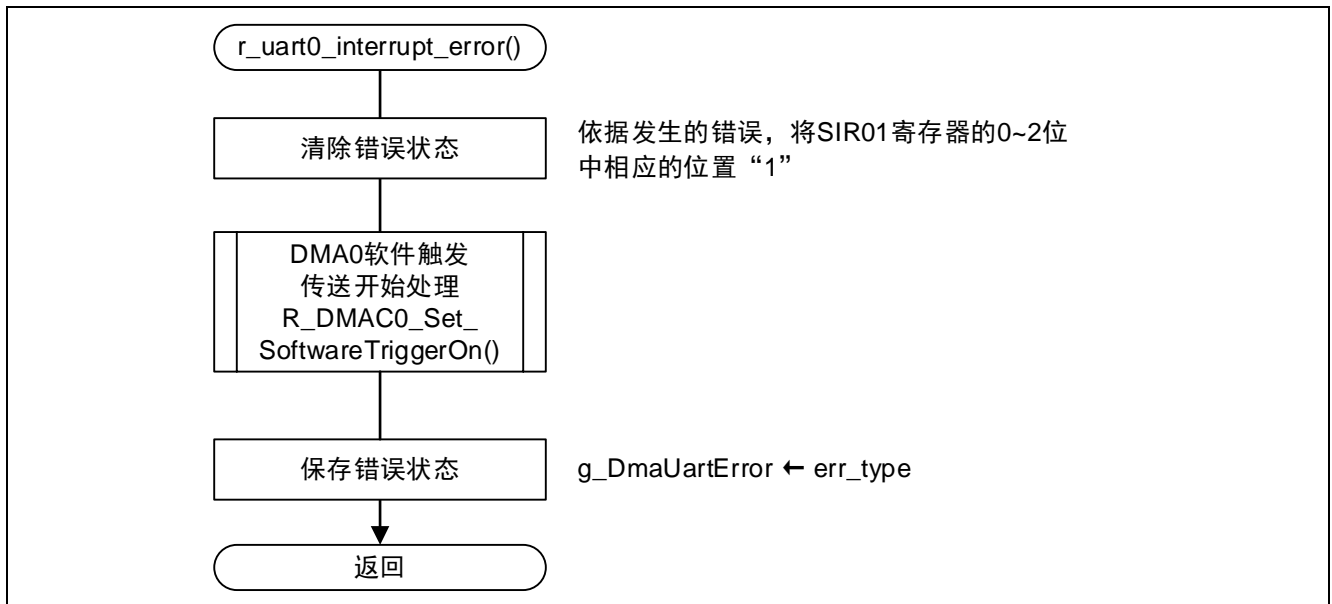 r_uart0_interrupt_error()
清除错误状态
依据发生的错误，将SIR01寄存器的0~2位
中相应的位置“1”
DMA0软件触发
传送开始处理
R_DMAC0_Set_
SoftwareTriggerOn()
保存错误状态
g_DmaUartError ← err_type
返回